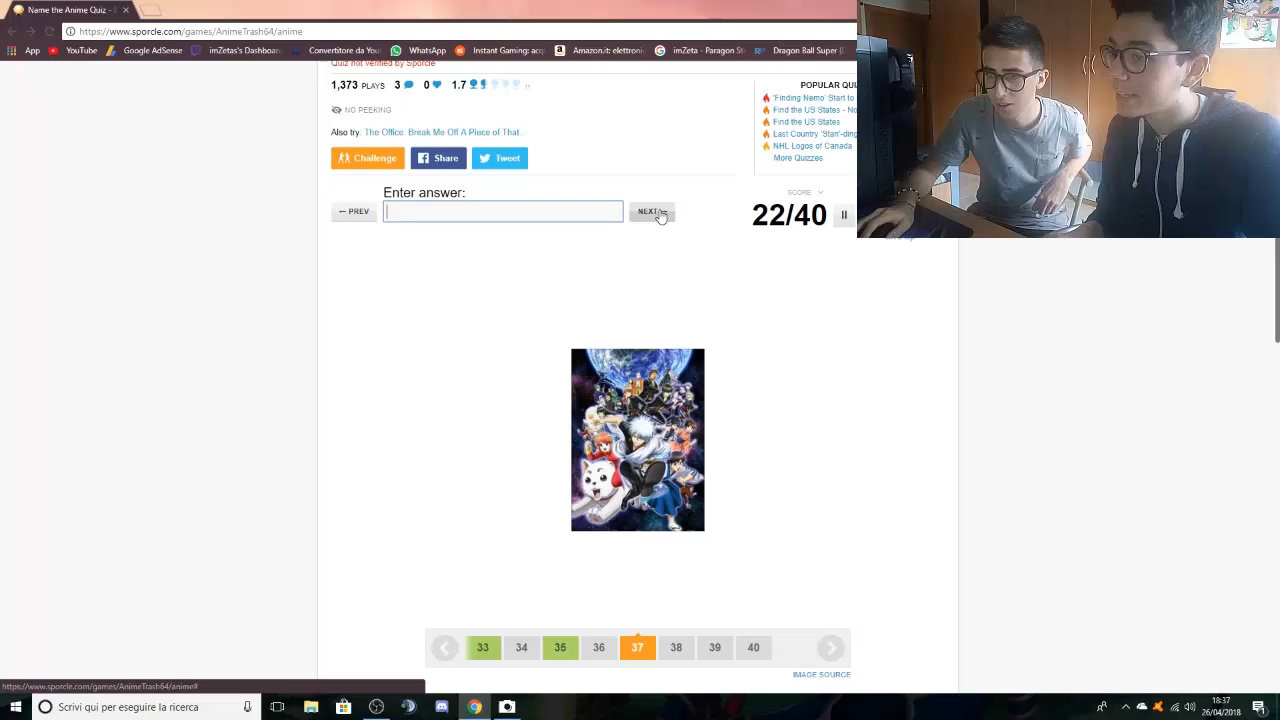 Name the Anime Quiz - 
https://www.sporcle.com/games/AnimeTrash64/anime
App YouTube Google AdSense imZetas's Dashboard Convertitore da You WhatsApp Instant Gaming: acq Amazon.it: elettroni imZeta - Paragon St Dragon Ball Super (
Quiz not verified by Sporcle
1,373 PLAYS 3 0 1.7
NO PEEKING
Also try: The Office: Break Me Off A Piece of That...
Challenge Share Tweet
Enter answer:
← PREV NEXT
SCORE
22/40
POPULAR QUI
'Finding Nemo' Start to
Find the US States - No
Find the US States
Last Country 'Stan'-ding
NHL Logos of Canada
More Quizzes
33 34 35 36 37 38 39 40
IMAGE SOURCE
https://www.sporcle.com/games/AnimeTrash64/anime#
Scrivi qui per eseguire la ricerca
18:37
26/04/2018